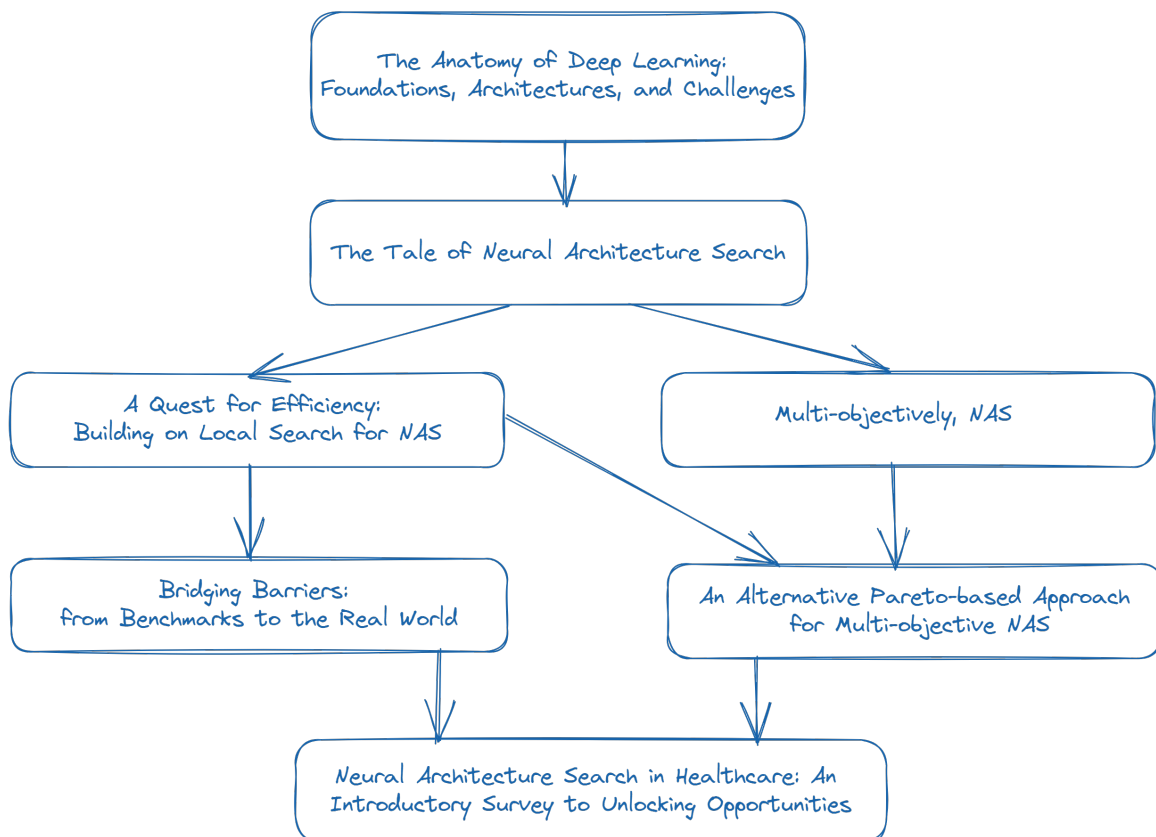 The Anatomy of Deep Learning:
Foundations, Architectures, and Challenges
The Tale of Neural Architecture Search
A Quest for Efficiency:
Building on Local Search for NAS
Multi-objectively, NAS
Bridging Barriers:
from Benchmarks to the Real World
An Alternative Pareto-based Approach
for Multi-objective NAS
Neural Architecture Search in Healthcare: An
Introductory Survey to Unlocking Opportunities